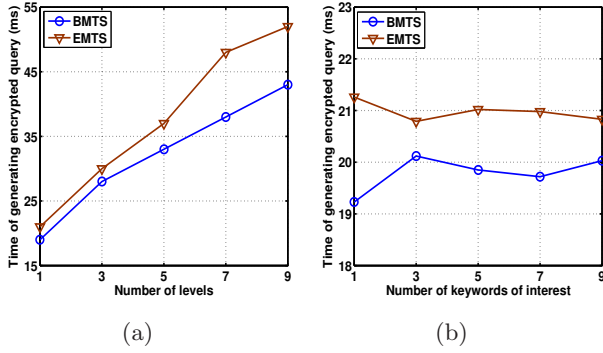 Time of generating encrypted query (ms)
55
45
35
25
15
BMTS
EMTS
1 3 5 7 9
Number of levels
(a)
Time of generating encrypted query (ms)
23
22
21
20
19
18
BMTS
EMTS
1 3 5 7 9
Number of keywords of interest
(b)